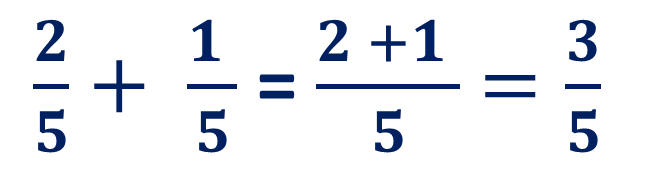 2/5 + 1/5 = (2 +1)/5 = 3/5